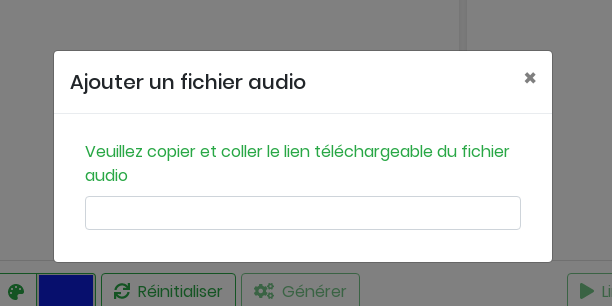 Ajouter un fichier audio
×
Veuillez copier et coller le lien téléchargeable du fichier
audio
Réinitialiser
Générer
Li